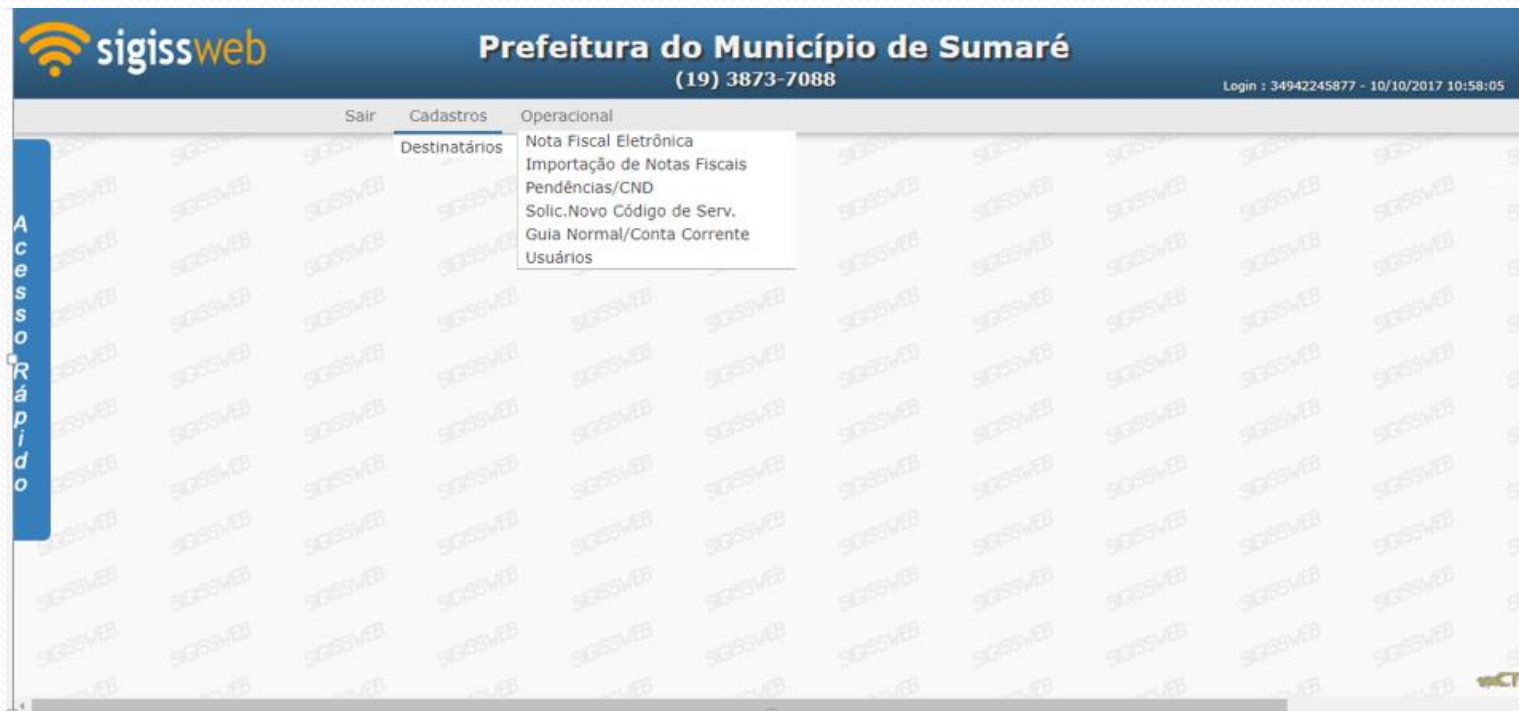 sigissweb
Prefeitura do Município de Sumaré
(19) 3873-7088
Login : 34942245877 - 10/10/2017 10:58:05
Sair Cadastros Operacional
Destinatários
Nota Fiscal Eletrônica
Importação de Notas Fiscais
Pendências/CND
Solic.Novo Código de Serv.
Guia Normal/Conta Corrente
Usuários
Acesso Rápido
SIGISSWEB